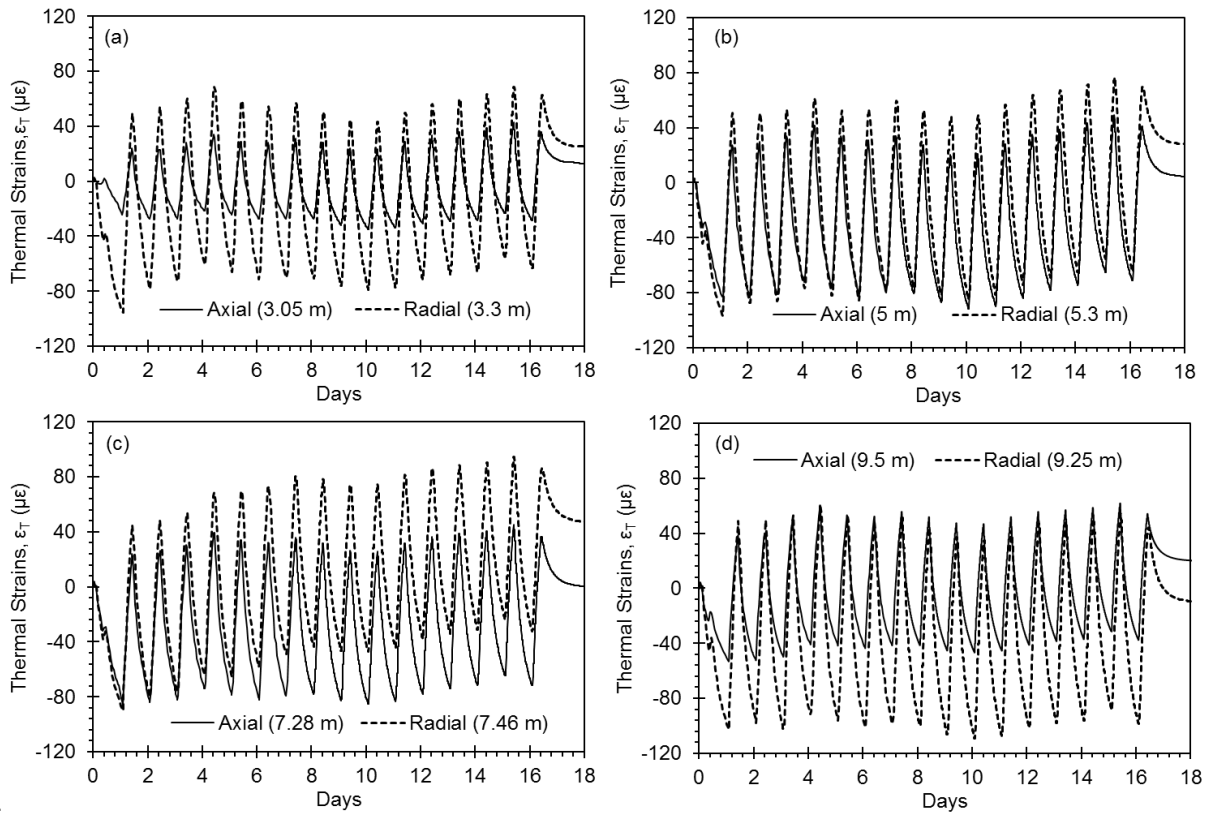 (a)
Thermal Strains, εT (με)
120
80
40
0
-40
-80
-120
Axial (3.05 m) Radial (3.3 m)
0 2 4 6 8 10 12 14 16 18
Days
(b)
Thermal Strains, εT (με)
120
80
40
0
-40
-80
-120
Axial (5 m) Radial (5.3 m)
0 2 4 6 8 10 12 14 16 18
Days
(c)
Thermal Strains, εT (με)
120
80
40
0
-40
-80
-120
Axial (7.28 m) Radial (7.46 m)
0 2 4 6 8 10 12 14 16 18
Days
(d)
Axial (9.5 m) Radial (9.25 m)
Thermal Strains, εT (με)
120
80
40
0
-40
-80
-120
0 2 4 6 8 10 12 14 16 18
Days